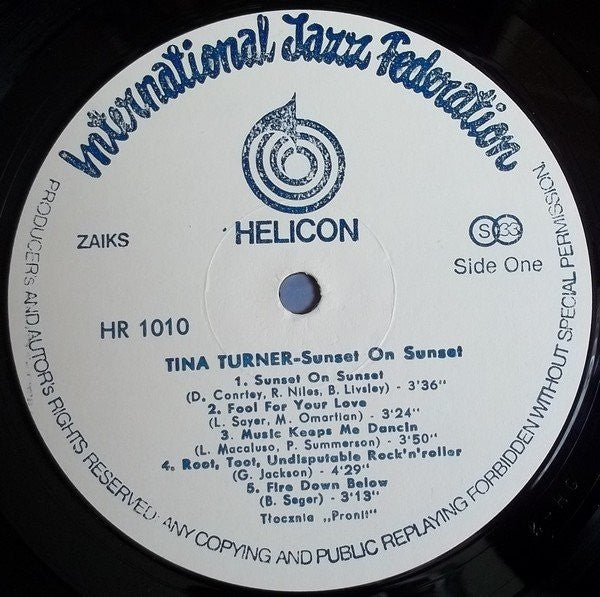 International Jazz Federation
HELICON
ZAIKS
S 33
Side One
HR 1010
TINA TURNER-Sunset On Sunset
1. Sunset On Sunset
(D. Conrley, R. Niles, B. Livsley) - 3'36"
2. Fool For Your Love
(L. Sayer, M. Omartian) - 3'24"
3. Music Keeps Me Dancin
(L. Macaluso, P. Summerson) - 3'50"
4. Root, Toot, Undisputable Rock'n'roller
(G. Jackson) - 4'29"
5. Fire Down Below
(B. Seger) - 3'13"
Tłocznia „Pronit"
PRODUCER's AND AUTOR's RIGHTS RESERVED: ANY COPYING AND PUBLIC REPLAYING FORBIDDEN WITHOUT SPECIAL PERMISSION.